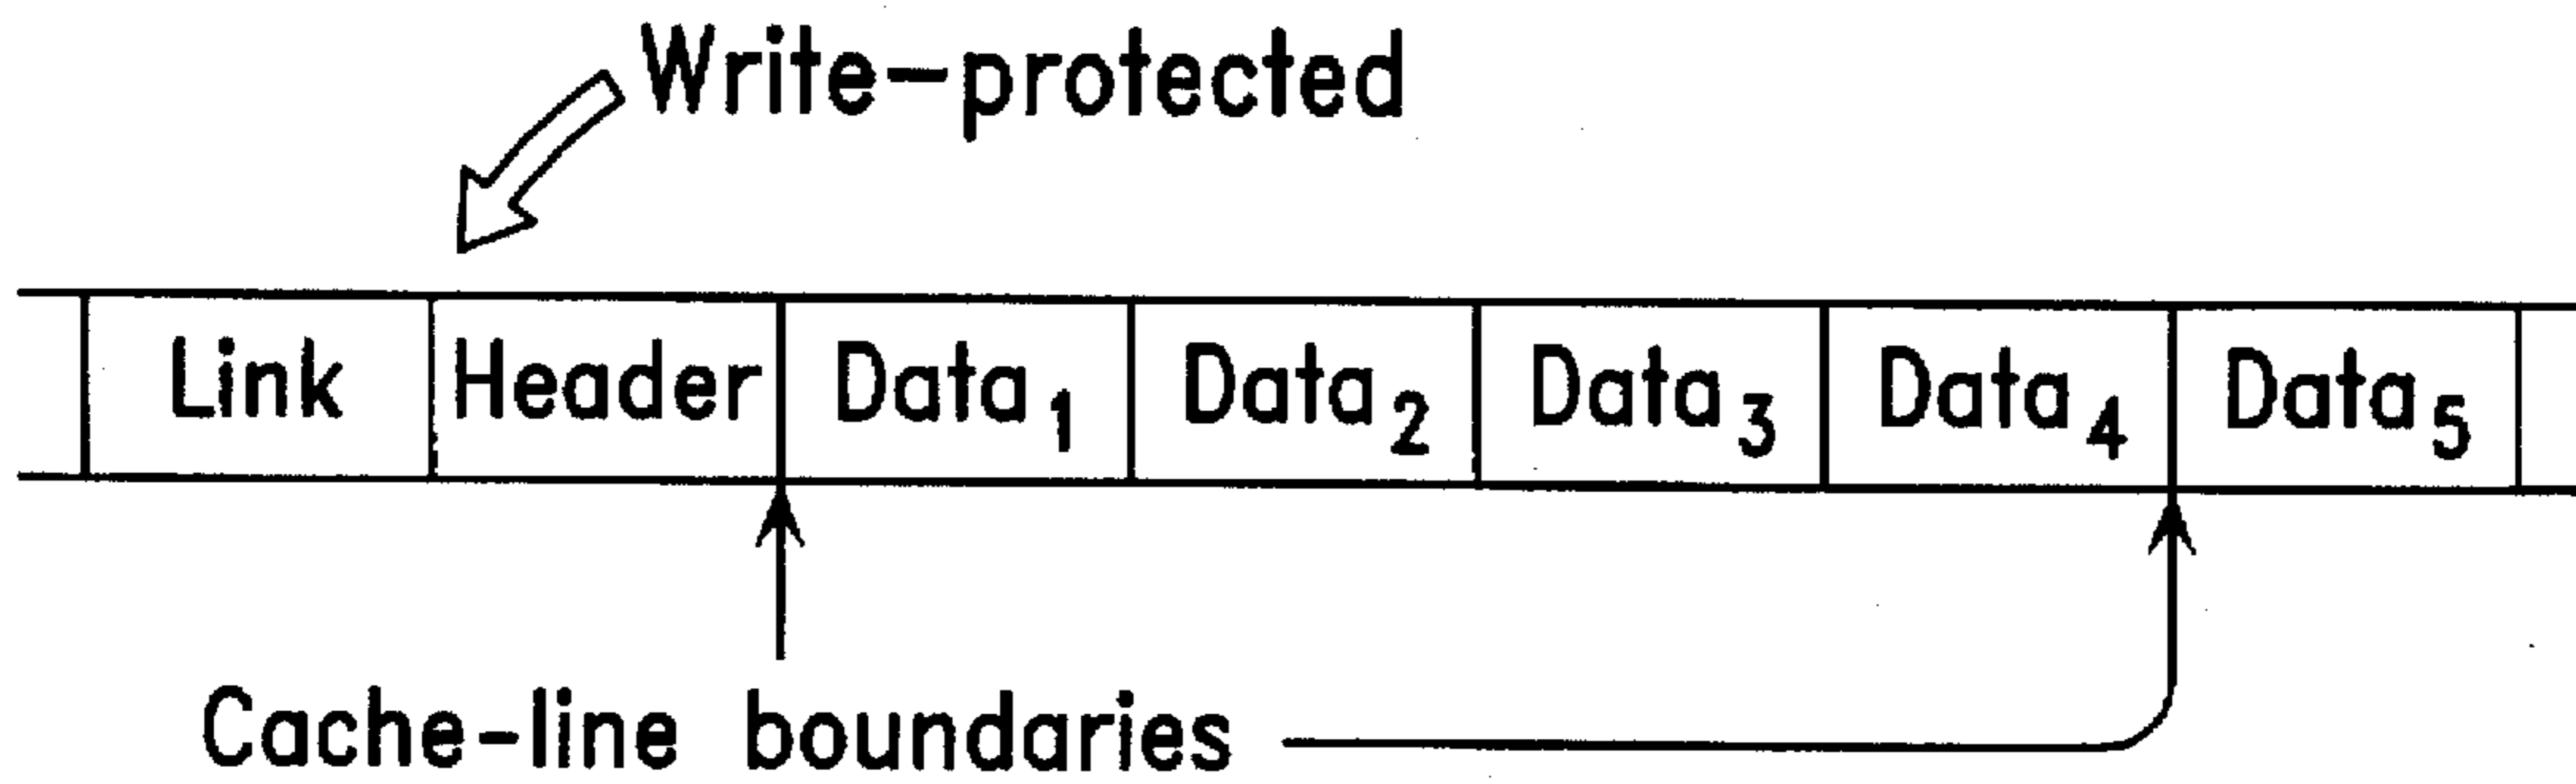 Write-protected
Link Header Data₁ Data₂ Data₃ Data₄ Data₅
Cache-line boundaries